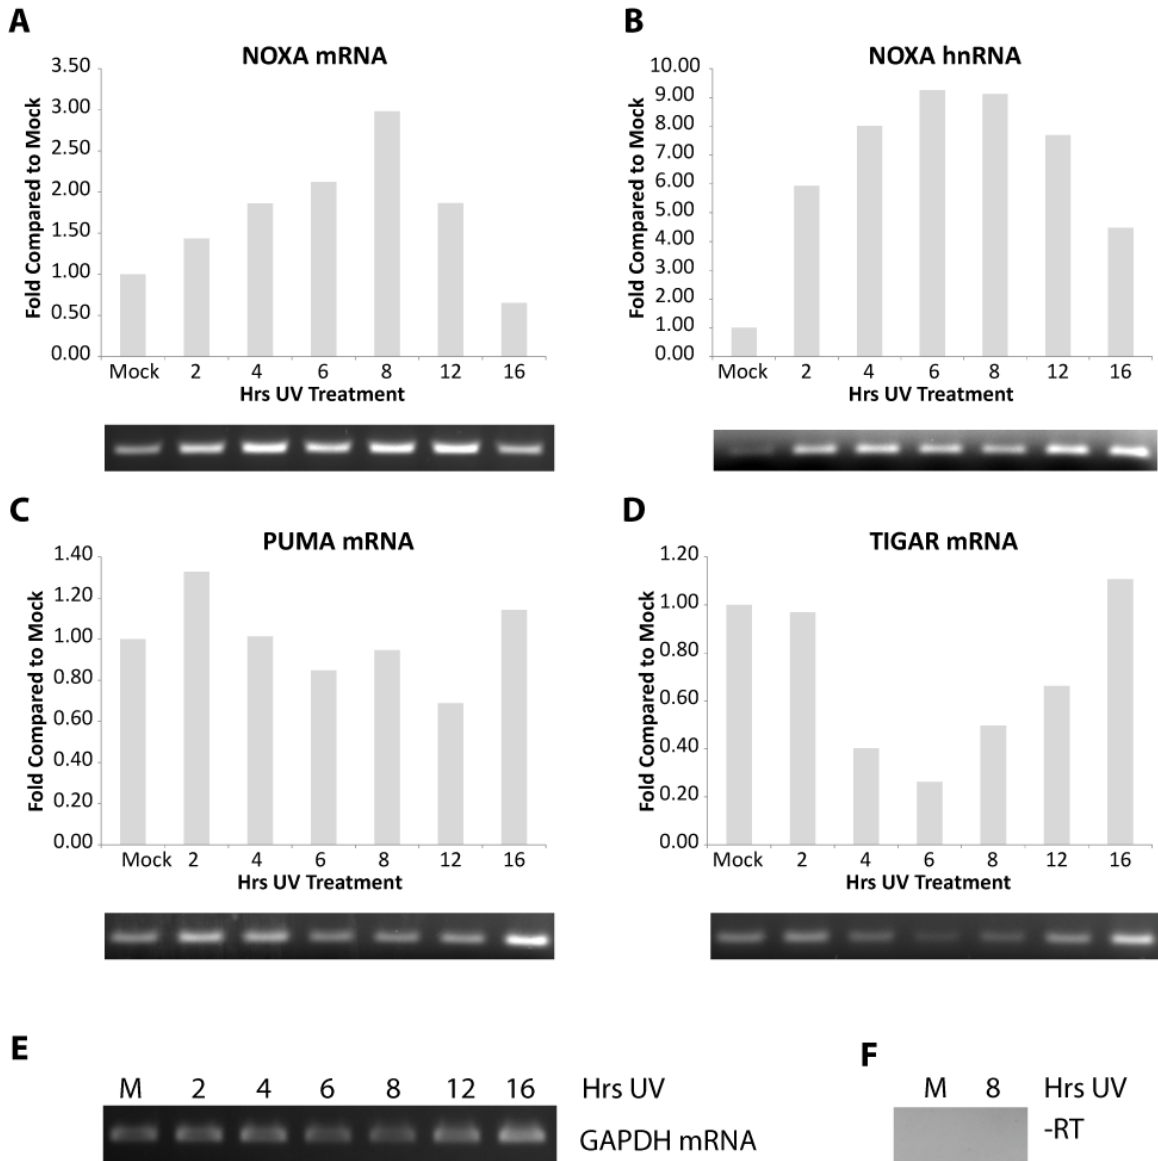 A
B
NOXA mRNA
NOXA hnRNA
Fold Compared to Mock
3.50
3.00
2.50
2.00
1.50
1.00
0.50
0.00
Mock 2 4 6 8 12 16
Hrs UV Treatment
Fold Compared to Mock
10.00
9.00
8.00
7.00
6.00
5.00
4.00
3.00
2.00
1.00
0.00
Mock 2 4 6 8 12 16
Hrs UV Treatment
C
D
PUMA mRNA
TIGAR mRNA
Fold Compared to Mock
1.40
1.20
1.00
0.80
0.60
0.40
0.20
0.00
Mock 2 4 6 8 12 16
Hrs UV Treatment
Fold Compared to Mock
1.20
1.00
0.80
0.60
0.40
0.20
0.00
Mock 2 4 6 8 12 16
Hrs UV Treatment
E
M 2 4 6 8 12 16 Hrs UV
GAPDH mRNA
F
M 8 Hrs UV
-RT